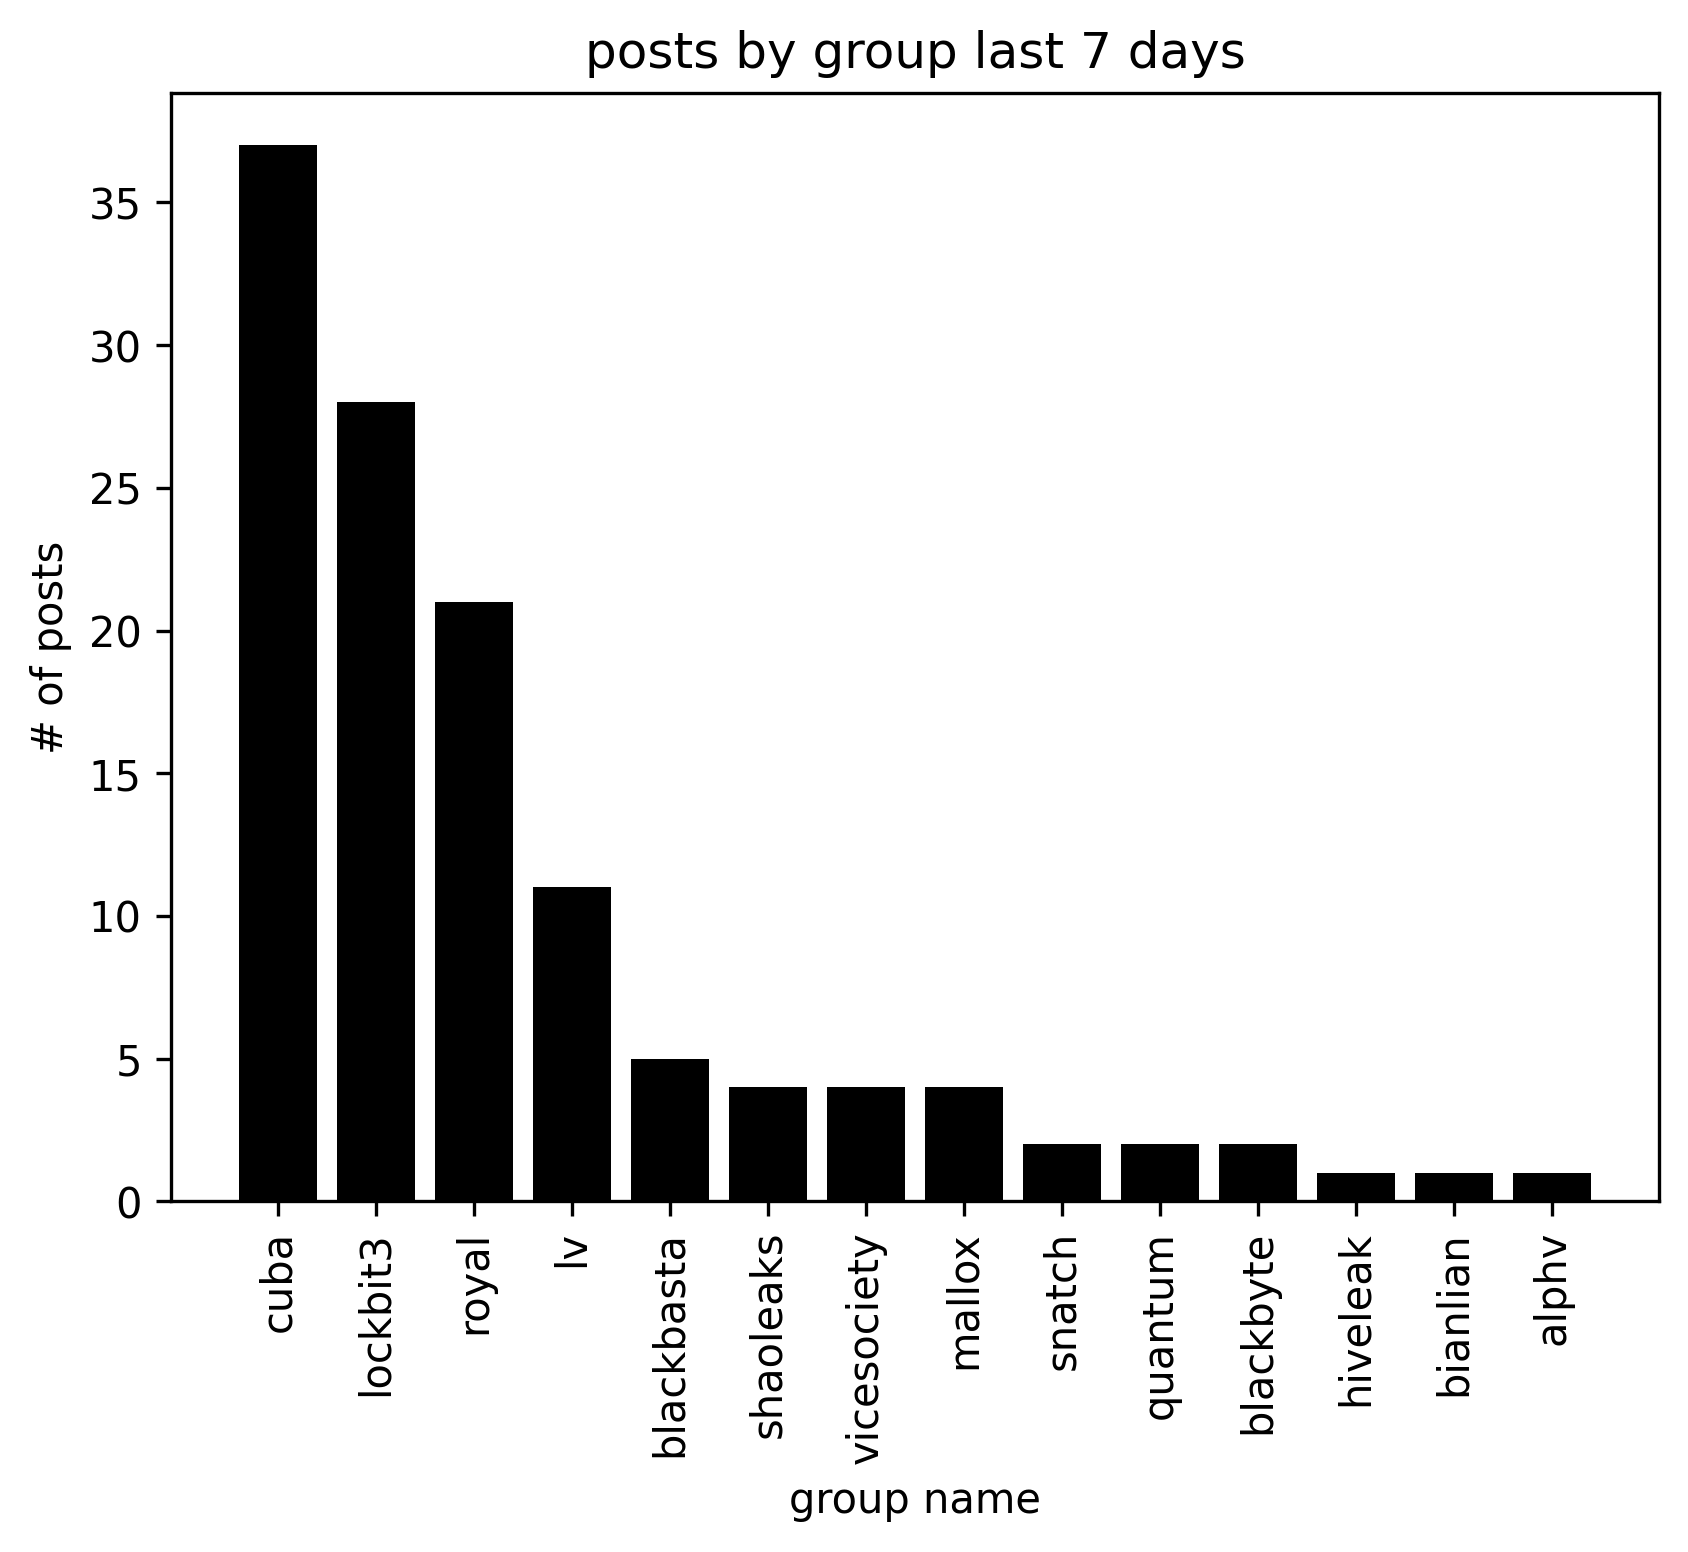 posts by group last 7 days
# of posts
35
30
25
20
15
10
5
0
cuba
lockbit3
royal
lv
blackbasta
shaoleaks
vicesociety
mallox
snatch
quantum
blackbyte
hiveleak
bianlian
alphv
group name